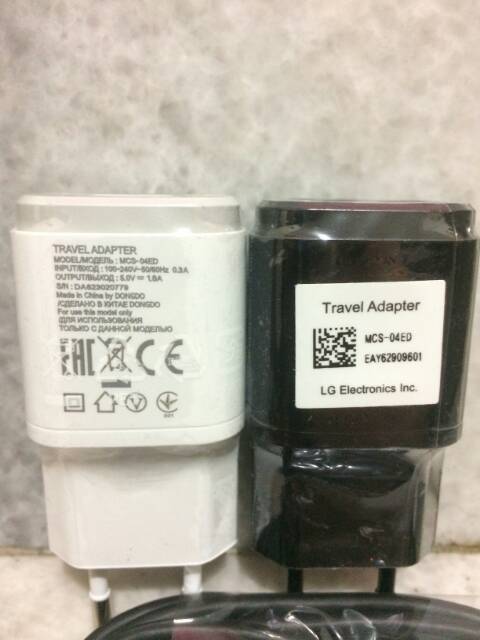 TRAVEL ADAPTER
MODEL/МОДЕЛЬ : MCS-04ED
INPUT/ВХОД : 100-240V~50/60Hz 0.3A
OUTPUT/ВЫХОД : 5.0V 1.8A
S/N : DA623020779
Made in China by DONGDO
/СДЕЛАНО В КИТАЕ DONGDO
For use this model only
/ДЛЯ ИСПОЛЬЗОВАНИЯ
ТОЛЬКО С ДАННОЙ МОДЕЛЬЮ
EAC CE
Travel Adapter
MCS-04ED
EAY62909601
LG Electronics Inc.